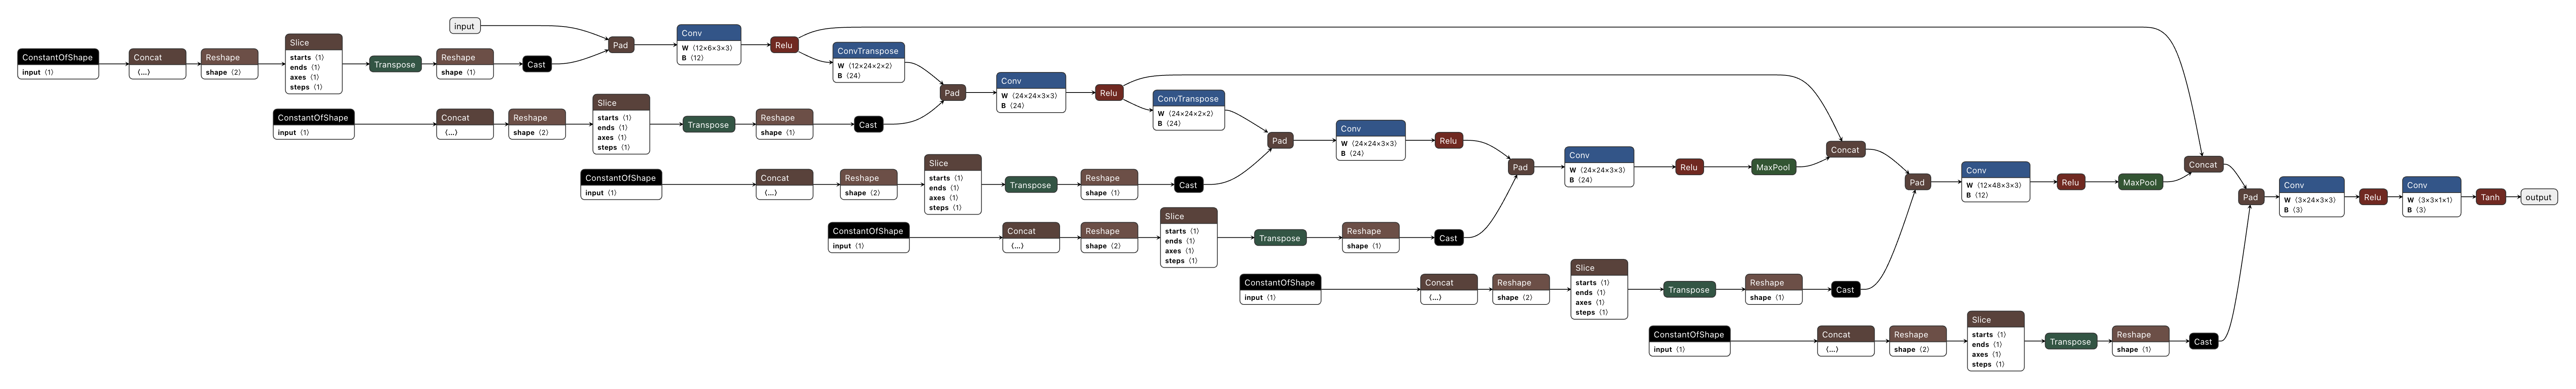 input
Pad
Conv
W ⟨12×6×3×3⟩
B ⟨12⟩
Relu
ConstantOfShape
input ⟨1⟩
Concat
⟨...⟩
Reshape
shape ⟨2⟩
Slice
starts ⟨1⟩
ends ⟨1⟩
axes ⟨1⟩
steps ⟨1⟩
Transpose
Reshape
shape ⟨1⟩
Cast
ConvTranspose
W ⟨12×24×2×2⟩
B ⟨24⟩
Pad
Conv
W ⟨24×24×3×3⟩
B ⟨24⟩
Relu
ConstantOfShape
input ⟨1⟩
Concat
⟨...⟩
Reshape
shape ⟨2⟩
Slice
starts ⟨1⟩
ends ⟨1⟩
axes ⟨1⟩
steps ⟨1⟩
Transpose
Reshape
shape ⟨1⟩
Cast
ConvTranspose
W ⟨24×24×2×2⟩
B ⟨24⟩
Pad
Conv
W ⟨24×24×3×3⟩
B ⟨24⟩
Relu
ConstantOfShape
input ⟨1⟩
Concat
⟨...⟩
Reshape
shape ⟨2⟩
Slice
starts ⟨1⟩
ends ⟨1⟩
axes ⟨1⟩
steps ⟨1⟩
Transpose
Reshape
shape ⟨1⟩
Cast
Pad
Conv
W ⟨24×24×3×3⟩
B ⟨24⟩
Relu
MaxPool
Concat
ConstantOfShape
input ⟨1⟩
Concat
⟨...⟩
Reshape
shape ⟨2⟩
Slice
starts ⟨1⟩
ends ⟨1⟩
axes ⟨1⟩
steps ⟨1⟩
Transpose
Reshape
shape ⟨1⟩
Cast
Pad
Conv
W ⟨12×48×3×3⟩
B ⟨12⟩
Relu
MaxPool
Concat
ConstantOfShape
input ⟨1⟩
Concat
⟨...⟩
Reshape
shape ⟨2⟩
Slice
starts ⟨1⟩
ends ⟨1⟩
axes ⟨1⟩
steps ⟨1⟩
Transpose
Reshape
shape ⟨1⟩
Cast
Pad
Conv
W ⟨3×24×3×3⟩
B ⟨3⟩
Relu
Conv
W ⟨3×3×1×1⟩
B ⟨3⟩
Tanh
output
ConstantOfShape
input ⟨1⟩
Concat
⟨...⟩
Reshape
shape ⟨2⟩
Slice
starts ⟨1⟩
ends ⟨1⟩
axes ⟨1⟩
steps ⟨1⟩
Transpose
Reshape
shape ⟨1⟩
Cast